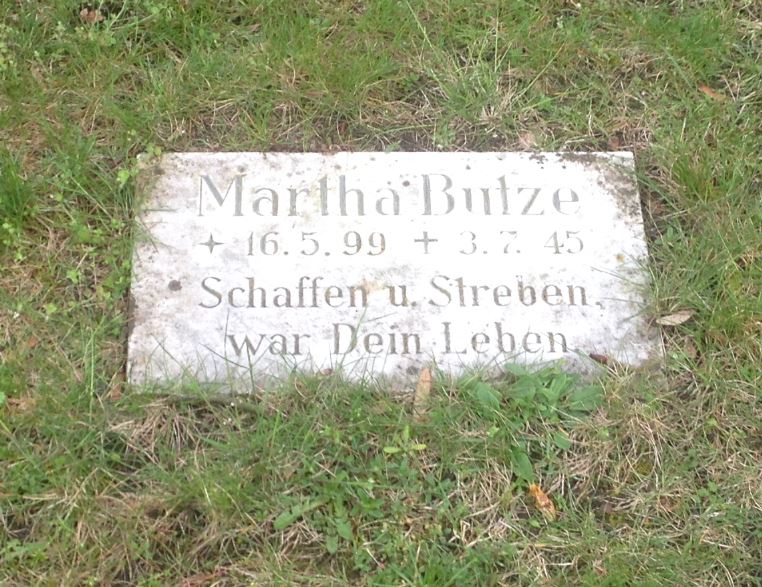 Martha Butze
✦ 16.5.99 ✝ 3.7.45
Schaffen u. Streben,
war Dein Leben.